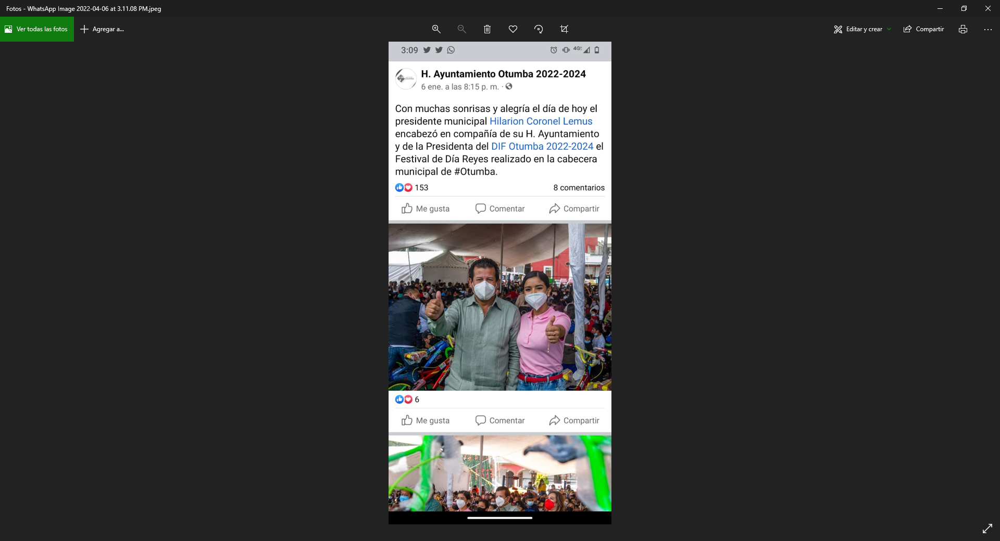 Fotos - WhatsApp Image 2022-04-06 at 3.11.08 PM.jpeg
Ver todas las fotos
Agregar a...
Editar y crear
Compartir
3:09
4G
H. Ayuntamiento Otumba 2022-2024
6 ene. a las 8:15 p. m. ·
Con muchas sonrisas y alegría el día de hoy el
presidente municipal Hilarion Coronel Lemus
encabezó en compañía de su H. Ayuntamiento
y de la Presidenta del DIF Otumba 2022-2024 el
Festival de Día Reyes realizado en la cabecera
municipal de #Otumba.
153
8 comentarios
Me gusta
Comentar
Compartir
6
Me gusta
Comentar
Compartir